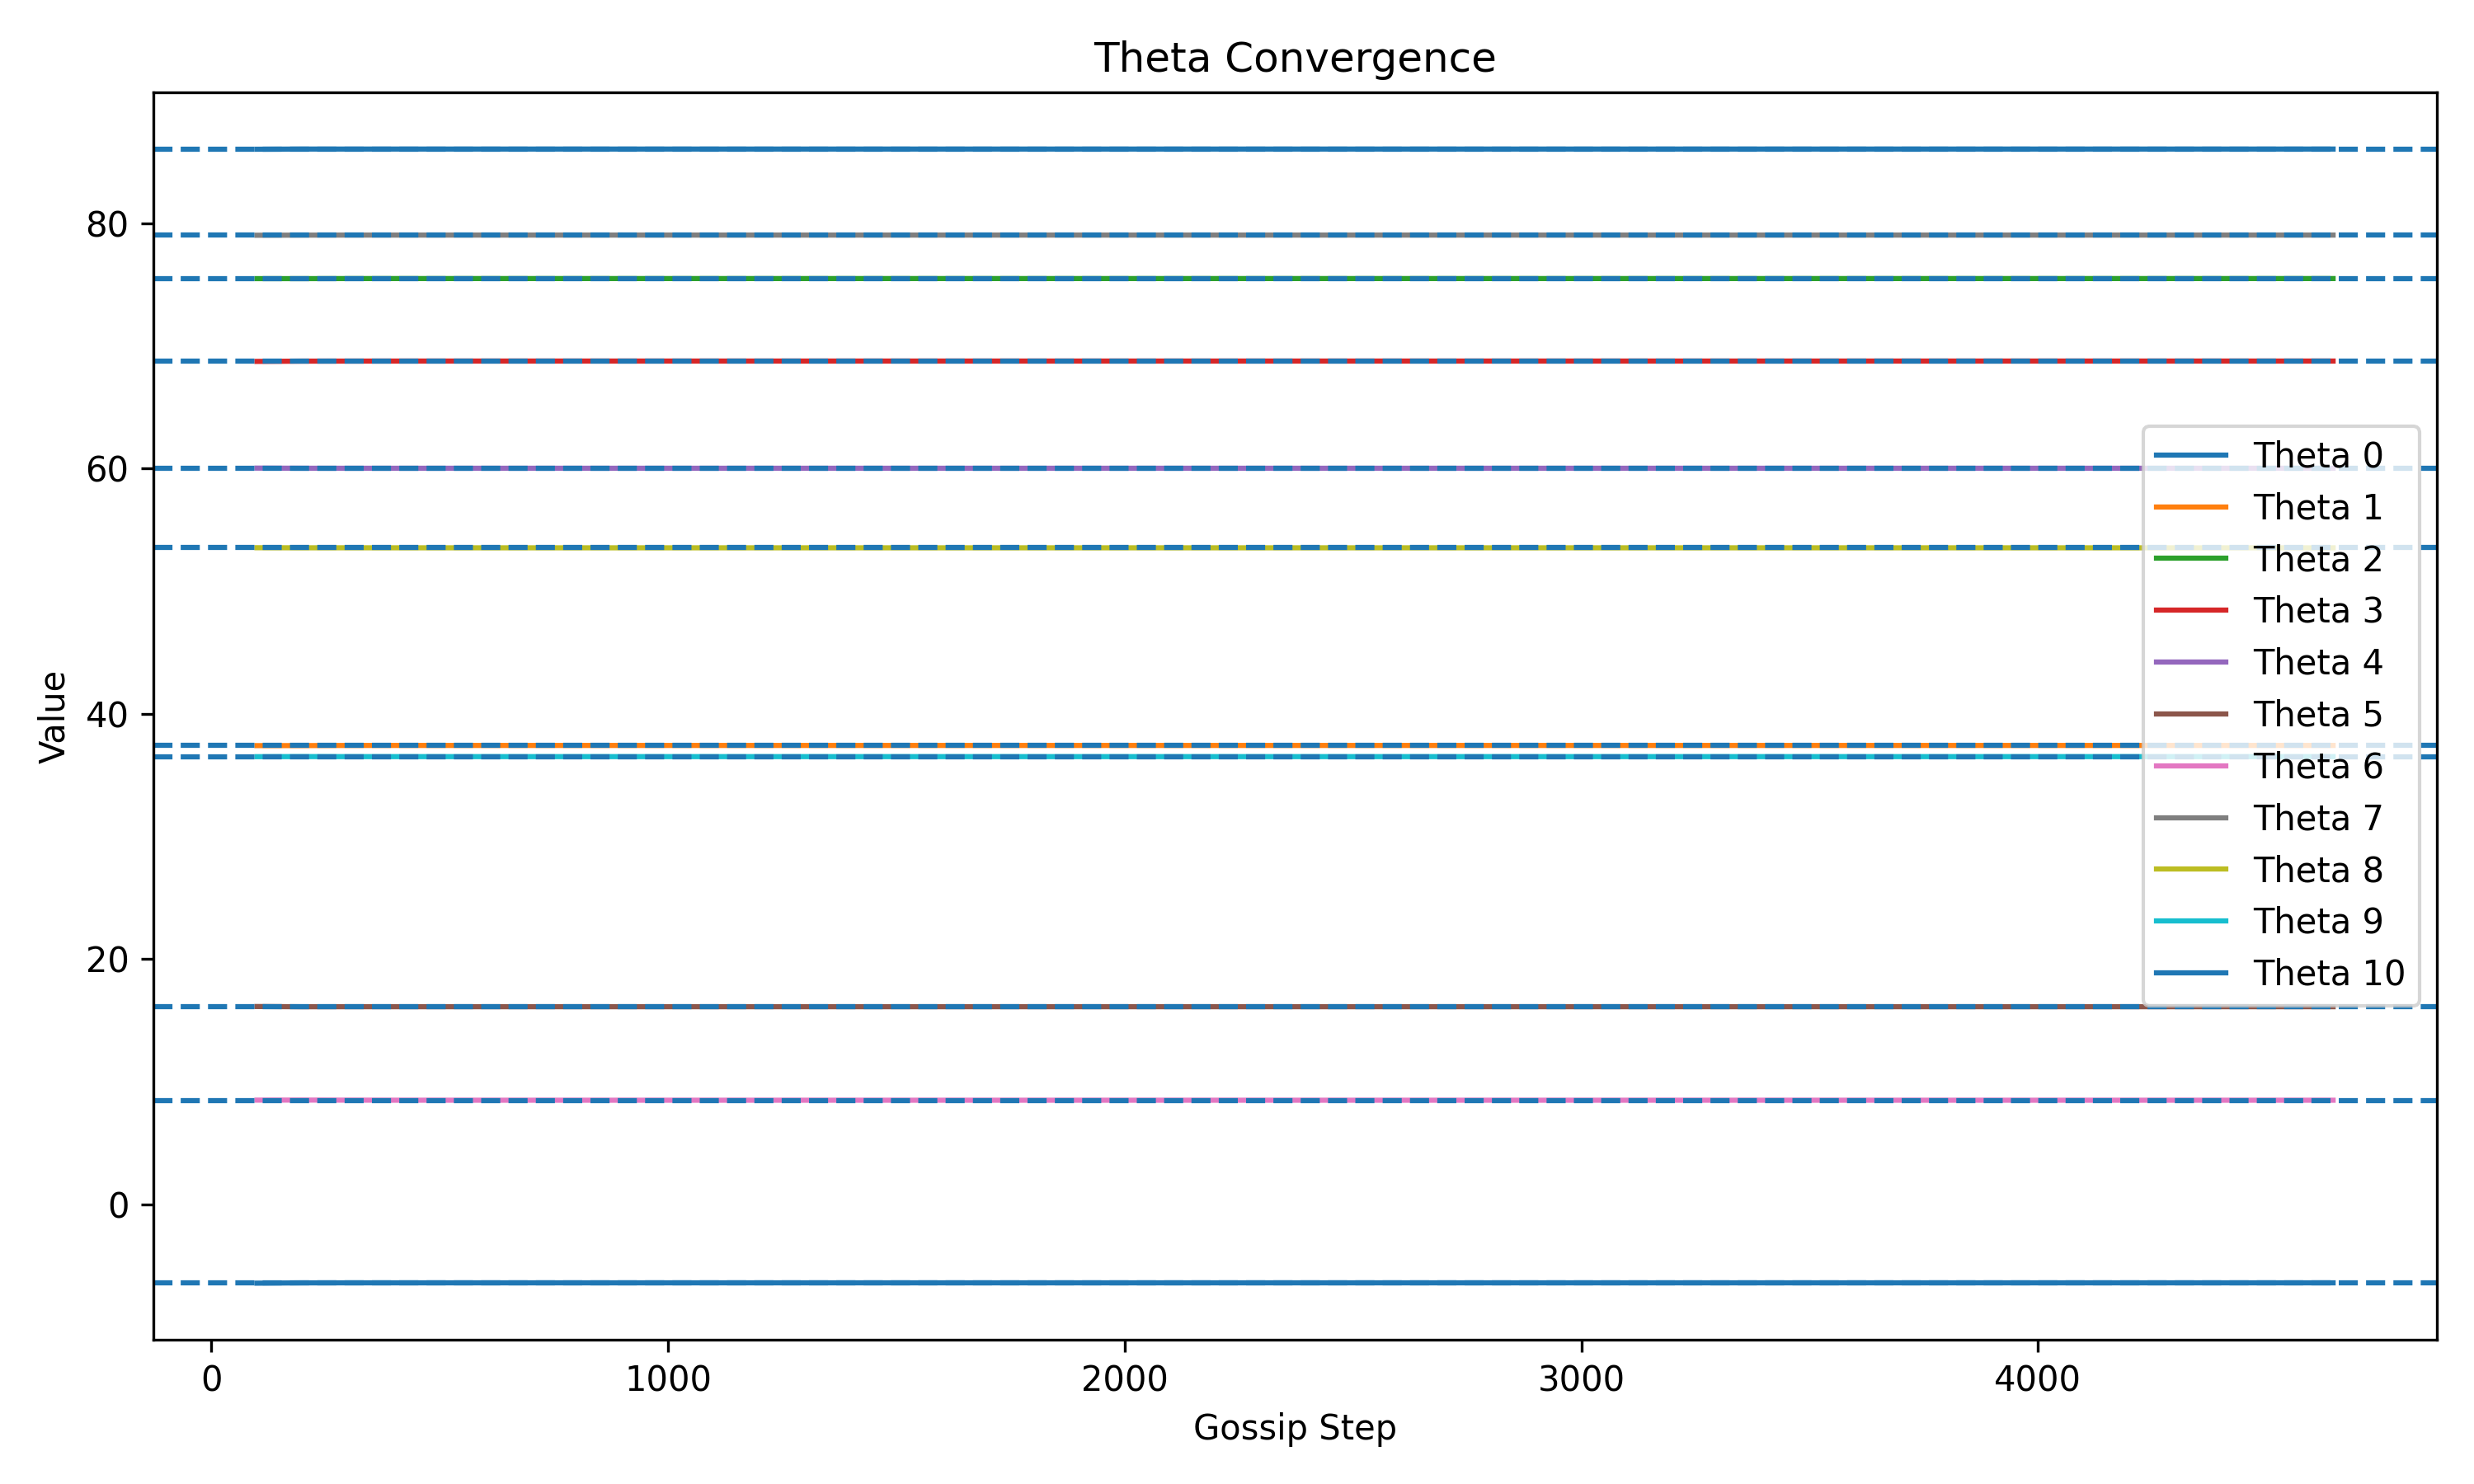 Theta Convergence
Value
80
60
40
20
0
Theta 0
Theta 1
Theta 2
Theta 3
Theta 4
Theta 5
Theta 6
Theta 7
Theta 8
Theta 9
Theta 10
0 1000 2000 3000 4000
Gossip Step